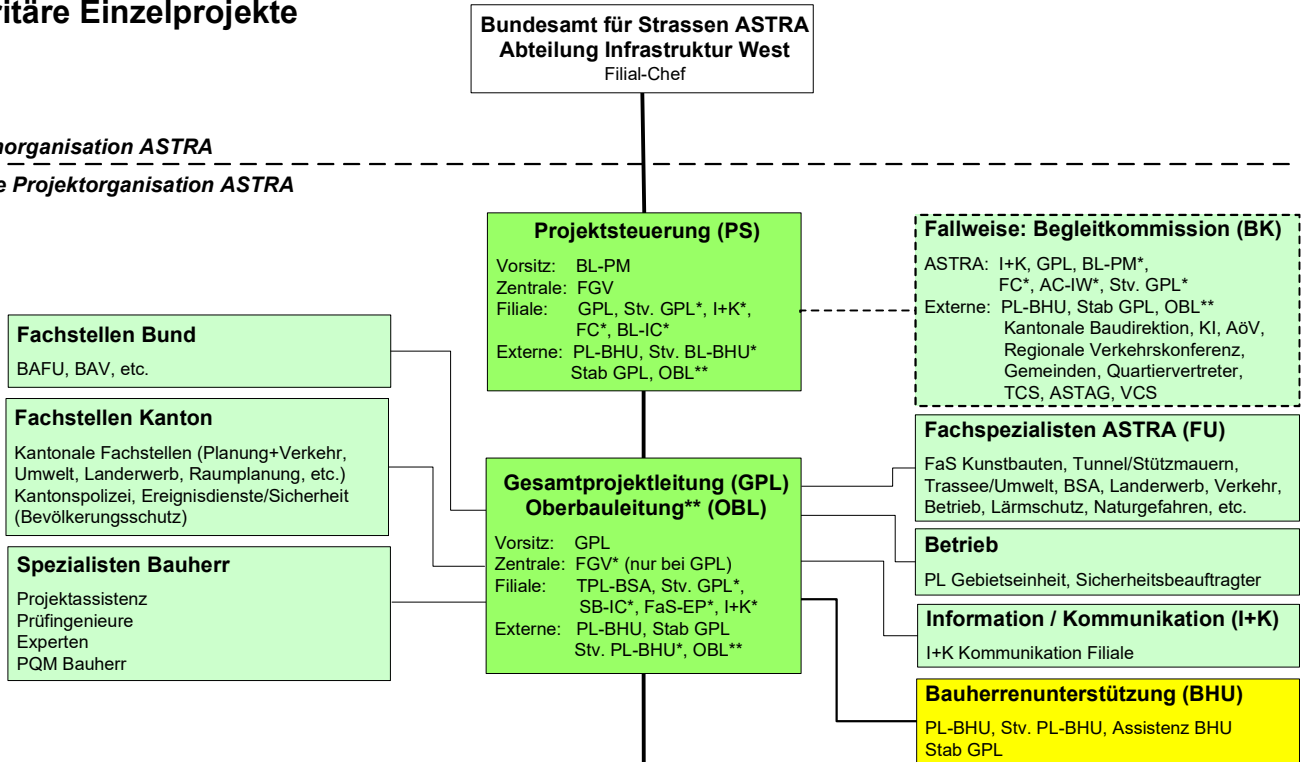 ritäre Einzelprojekte
Bundesamt für Strassen ASTRA
Abteilung Infrastruktur West
Filial-Chef
norganisation ASTRA
e Projektorganisation ASTRA
Projektsteuerung (PS)
Vorsitz: BL-PM
Zentrale: FGV
Filiale: GPL, Stv. GPL*, I+K*,
FC*, BL-IC*
Externe: PL-BHU, Stv. BL-BHU*
Stab GPL, OBL**
Fallweise: Begleitkommission (BK)
ASTRA: I+K, GPL, BL-PM*,
FC*, AC-IW*, Stv. GPL*
Externe: PL-BHU, Stab GPL, OBL**
Kantonale Baudirektion, KI, AöV,
Regionale Verkehrskonferenz,
Gemeinden, Quartiervertreter,
TCS, ASTAG, VCS
Fachstellen Bund
BAFU, BAV, etc.
Fachstellen Kanton
Kantonale Fachstellen (Planung+Verkehr,
Umwelt, Landerwerb, Raumplanung, etc.)
Kantonspolizei, Ereignisdienste/Sicherheit
(Bevölkerungsschutz)
Spezialisten Bauherr
Projektassistenz
Prüfingenieure
Experten
PQM Bauherr
Gesamtprojektleitung (GPL)
Oberbauleitung** (OBL)
Vorsitz: GPL
Zentrale: FGV* (nur bei GPL)
Filiale: TPL-BSA, Stv. GPL*,
SB-IC*, FaS-EP*, I+K*
Externe: PL-BHU, Stab GPL
Stv. PL-BHU*, OBL**
Fachspezialisten ASTRA (FU)
FaS Kunstbauten, Tunnel/Stützmauern,
Trassee/Umwelt, BSA, Landerwerb, Verkehr,
Betrieb, Lärmschutz, Naturgefahren, etc.
Betrieb
PL Gebietseinheit, Sicherheitsbeauftragter
Information / Kommunikation (I+K)
I+K Kommunikation Filiale
Bauherrenunterstützung (BHU)
PL-BHU, Stv. PL-BHU, Assistenz BHU
Stab GPL